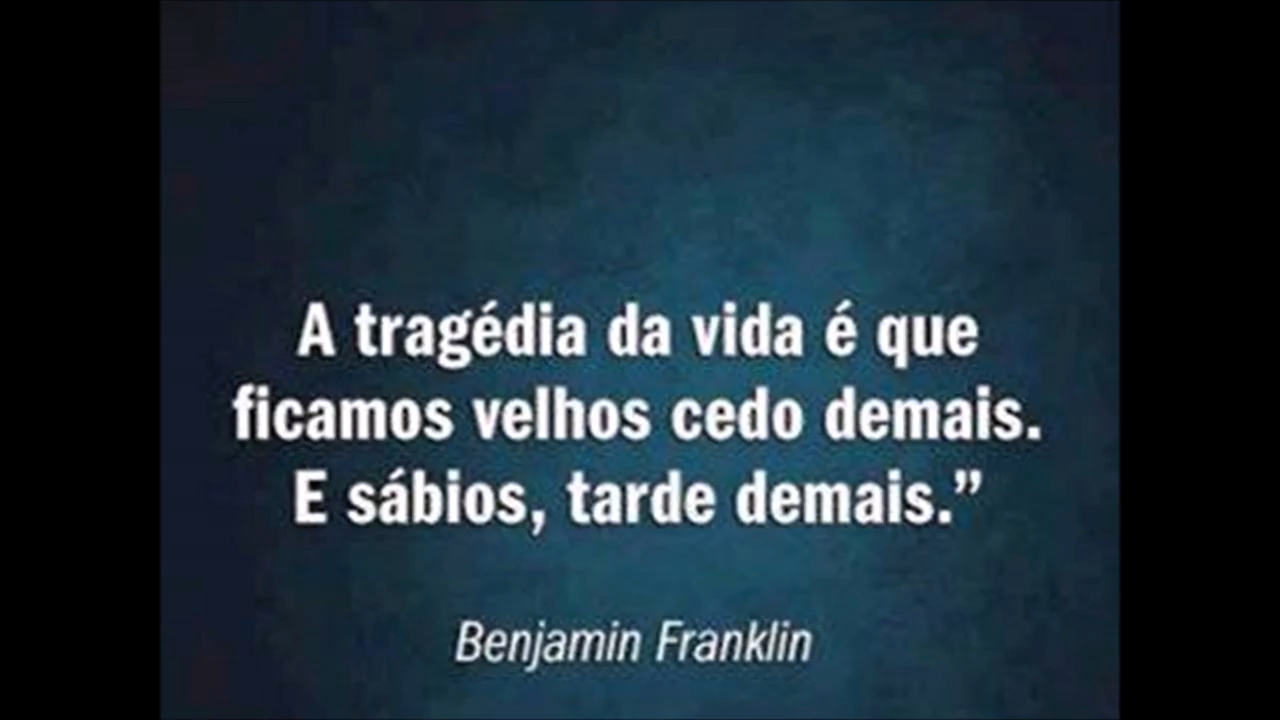 A tragédia da vida é que
ficamos velhos cedo demais.
E sábios, tarde demais.”
Benjamin Franklin